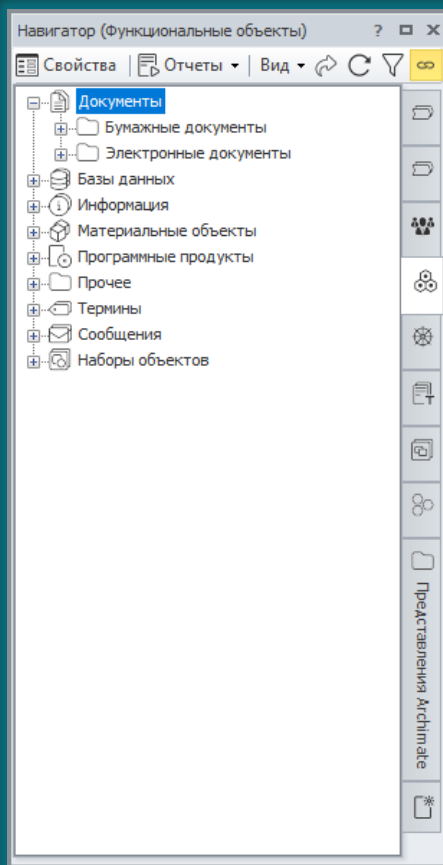 Навигатор (Функциональные объекты) ?
Свойства Отчеты Вид
Документы
Бумажные документы
Электронные документы
Базы данных
Информация
Материальные объекты
Программные продукты
Прочее
Термины
Сообщения
Наборы объектов
Представления Archimate